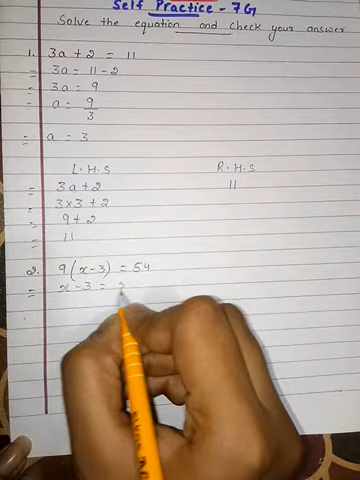 Self Practice - 7G
Solve the equation and check your answer
1. 3a + 2 = 11
= 3a = 11 - 2
= 3a = 9
= a = 9/3
= a = 3
L.H.S R.H.S
= 3a + 2 11
= 3 × 3 + 2
= 9 + 2
= 11
2. 9(x - 3) = 54
= x - 3 =